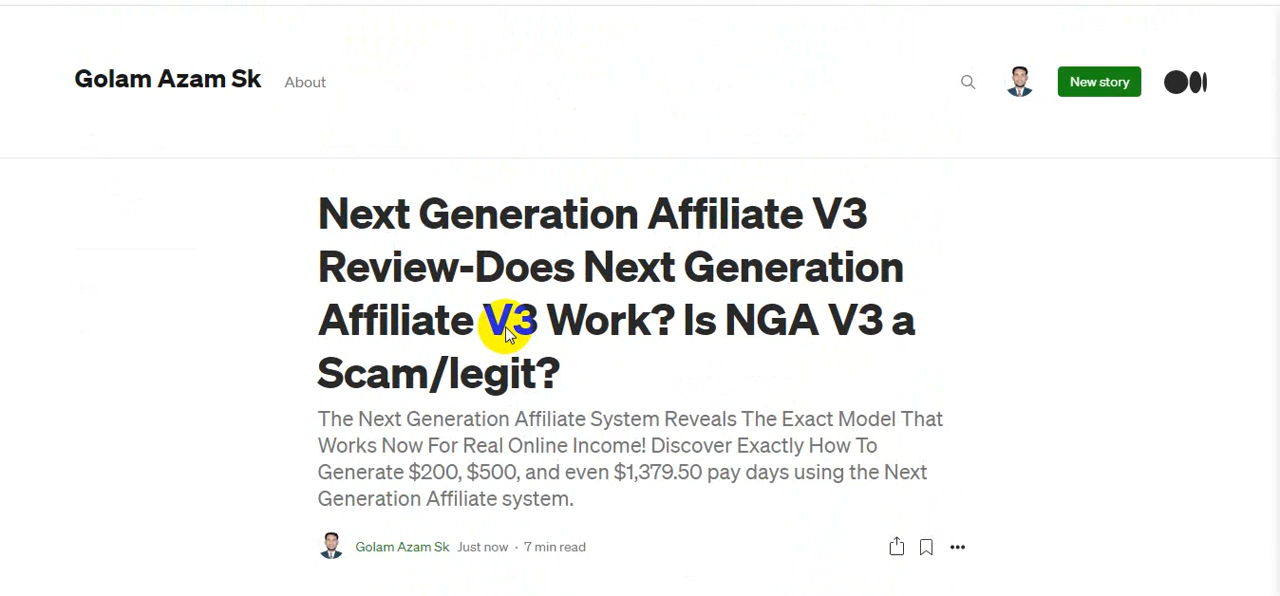 Golam Azam Sk About New story
Next Generation Affiliate V3
Review-Does Next Generation
Affiliate V3 Work? Is NGA V3 a
Scam/legit?
The Next Generation Affiliate System Reveals The Exact Model That
Works Now For Real Online Income! Discover Exactly How To
Generate $200, $500, and even $1,379.50 pay days using the Next
Generation Affiliate system.
Golam Azam Sk Just now · 7 min read